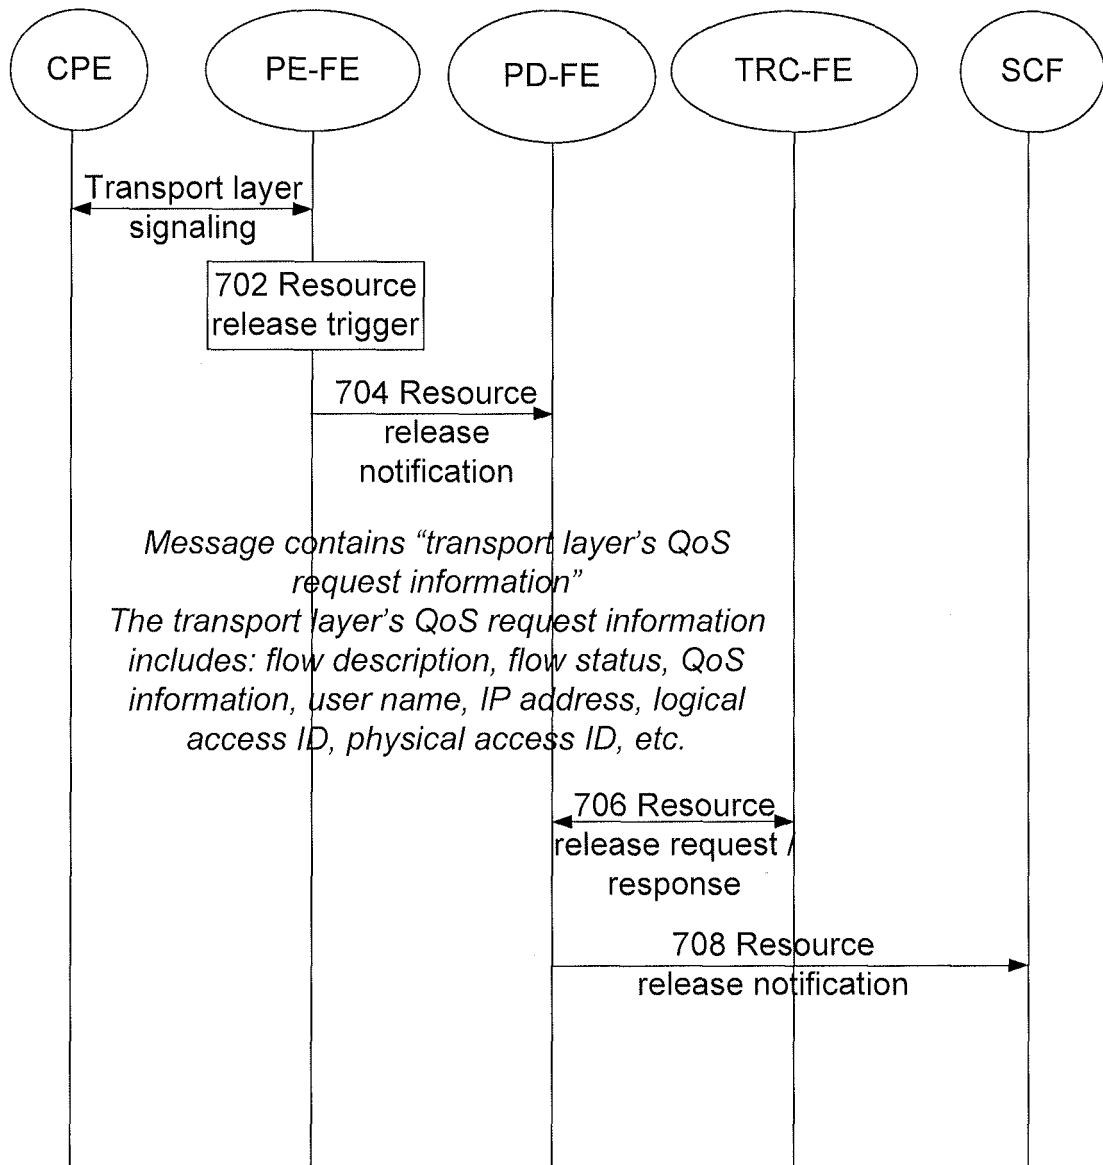 CPE
PE-FE
PD-FE
TRC-FE
SCF
Transport layer
signaling
702 Resource
release trigger
704 Resource
release
notification
Message contains “transport layer’s QoS
request information”
The transport layer’s QoS request information
includes: flow description, flow status, QoS
information, user name, IP address, logical
access ID, physical access ID, etc.
706 Resource
release request /
response
708 Resource
release notification